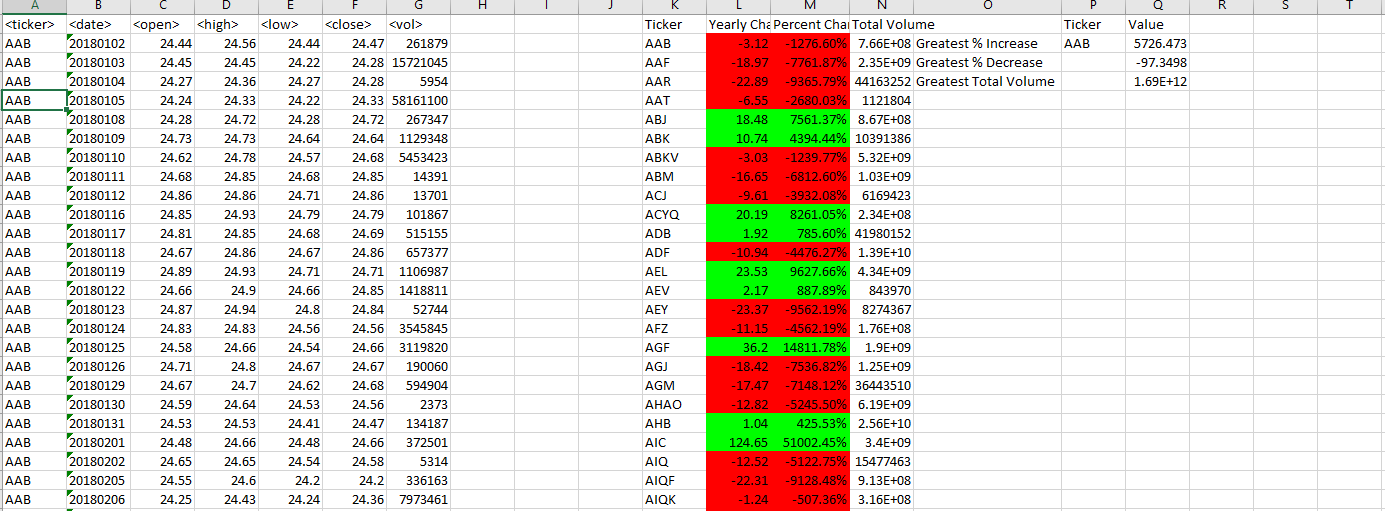 A B C D E F G H I J K L M N O P Q R S T
<ticker> <date> <open> <high> <low> <close> <vol> Ticker Yearly Cha Percent Chan Total Volume Ticker Value
AAB 20180102 24.44 24.56 24.44 24.47 261879 AAB -3.12 -1276.60% 7.66E+08 Greatest % Increase AAB 5726.473
AAB 20180103 24.45 24.45 24.22 24.28 15721045 AAF -18.97 -7761.87% 2.35E+09 Greatest % Decrease -97.3498
AAB 20180104 24.27 24.36 24.27 24.28 5954 AAR -22.89 -9365.79% 44163252 Greatest Total Volume 1.69E+12
AAB 20180105 24.24 24.33 24.22 24.33 58161100 AAT -6.55 -2680.03% 1121804
AAB 20180108 24.28 24.72 24.28 24.72 267347 ABJ 18.48 7561.37% 8.67E+08
AAB 20180109 24.73 24.73 24.64 24.64 1129348 ABK 10.74 4394.44% 10391386
AAB 20180110 24.62 24.78 24.57 24.68 5453423 ABKV -3.03 -1239.77% 5.32E+09
AAB 20180111 24.68 24.85 24.68 24.85 14391 ABM -16.65 -6812.60% 1.03E+09
AAB 20180112 24.86 24.86 24.71 24.86 13701 ACJ -9.61 -3932.08% 6169423
AAB 20180116 24.85 24.93 24.79 24.79 101867 ACYQ 20.19 8261.05% 2.34E+08
AAB 20180117 24.81 24.85 24.68 24.69 515155 ADB 1.92 785.60% 41980152
AAB 20180118 24.67 24.86 24.67 24.86 657377 ADF -10.94 -4476.27% 1.39E+10
AAB 20180119 24.89 24.93 24.71 24.71 1106987 AEL 23.53 9627.66% 4.34E+09
AAB 20180122 24.66 24.9 24.66 24.85 1418811 AEV 2.17 887.89% 843970
AAB 20180123 24.87 24.94 24.8 24.84 52744 AEY -23.37 -9562.19% 8274367
AAB 20180124 24.83 24.83 24.56 24.56 3545845 AFZ -11.15 -4562.19% 1.76E+08
AAB 20180125 24.58 24.66 24.54 24.66 3119820 AGF 36.2 14811.78% 1.9E+09
AAB 20180126 24.71 24.8 24.67 24.67 190060 AGJ -18.42 -7536.82% 1.25E+09
AAB 20180129 24.67 24.7 24.62 24.68 594904 AGM -17.47 -7148.12% 36443510
AAB 20180130 24.59 24.64 24.53 24.56 2373 AHAO -12.82 -5245.50% 6.19E+09
AAB 20180131 24.53 24.53 24.41 24.47 134187 AHB 1.04 425.53% 2.56E+10
AAB 20180201 24.48 24.66 24.48 24.66 372501 AIC 124.65 51002.45% 3.4E+09
AAB 20180202 24.65 24.65 24.54 24.58 5314 AIQ -12.52 -5122.75% 15477463
AAB 20180205 24.55 24.6 24.2 24.2 336163 AIQF -22.31 -9128.48% 9.13E+08
AAB 20180206 24.25 24.43 24.24 24.36 7973461 AIQK -1.24 -507.36% 3.16E+08